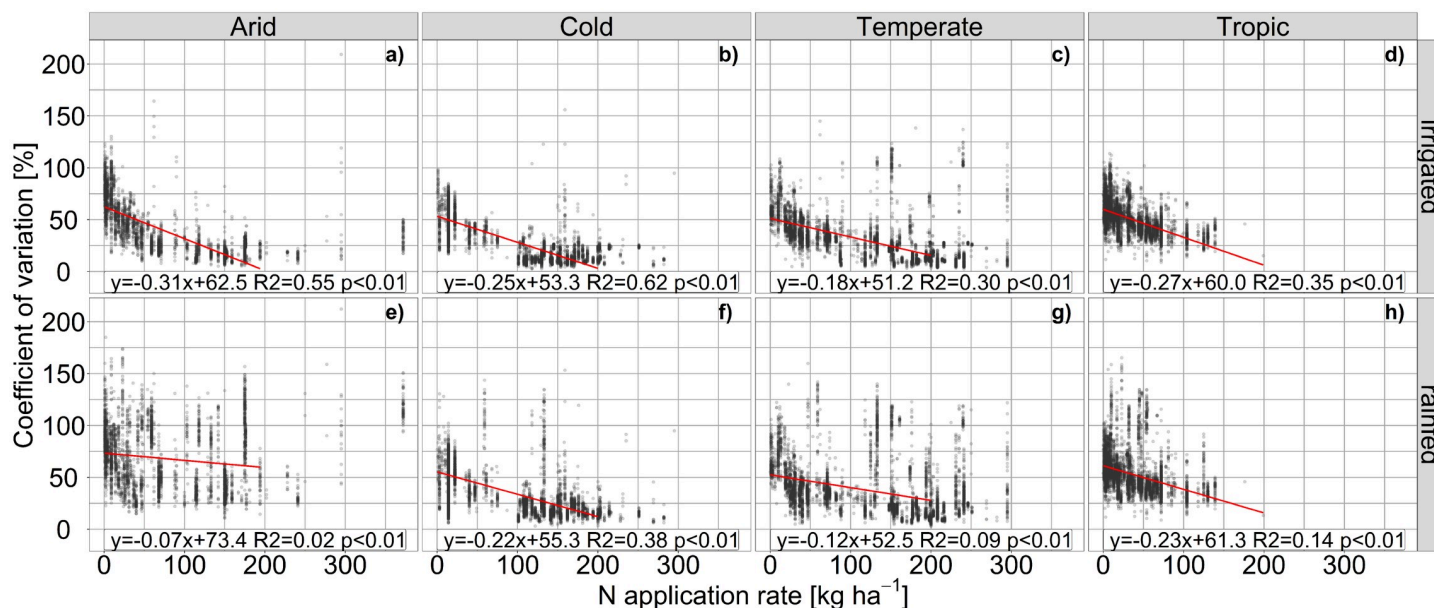 Arid Cold Temperate Tropic
a) b) c) d)
200
150
100
50
0
irrigated
y=−0.31x+62.5 R2=0.55 p<0.01
y=−0.25x+53.3 R2=0.62 p<0.01
y=−0.18x+51.2 R2=0.30 p<0.01
y=−0.27x+60.0 R2=0.35 p<0.01
Coefficient of variation [%]
e) f) g) h)
200
150
100
50
0
rainfed
y=−0.07x+73.4 R2=0.02 p<0.01
y=−0.22x+55.3 R2=0.38 p<0.01
y=−0.12x+52.5 R2=0.09 p<0.01
y=−0.23x+61.3 R2=0.14 p<0.01
0 100 200 300 0 100 200 300 0 100 200 300 0 100 200 300
N application rate [kg ha⁻¹]